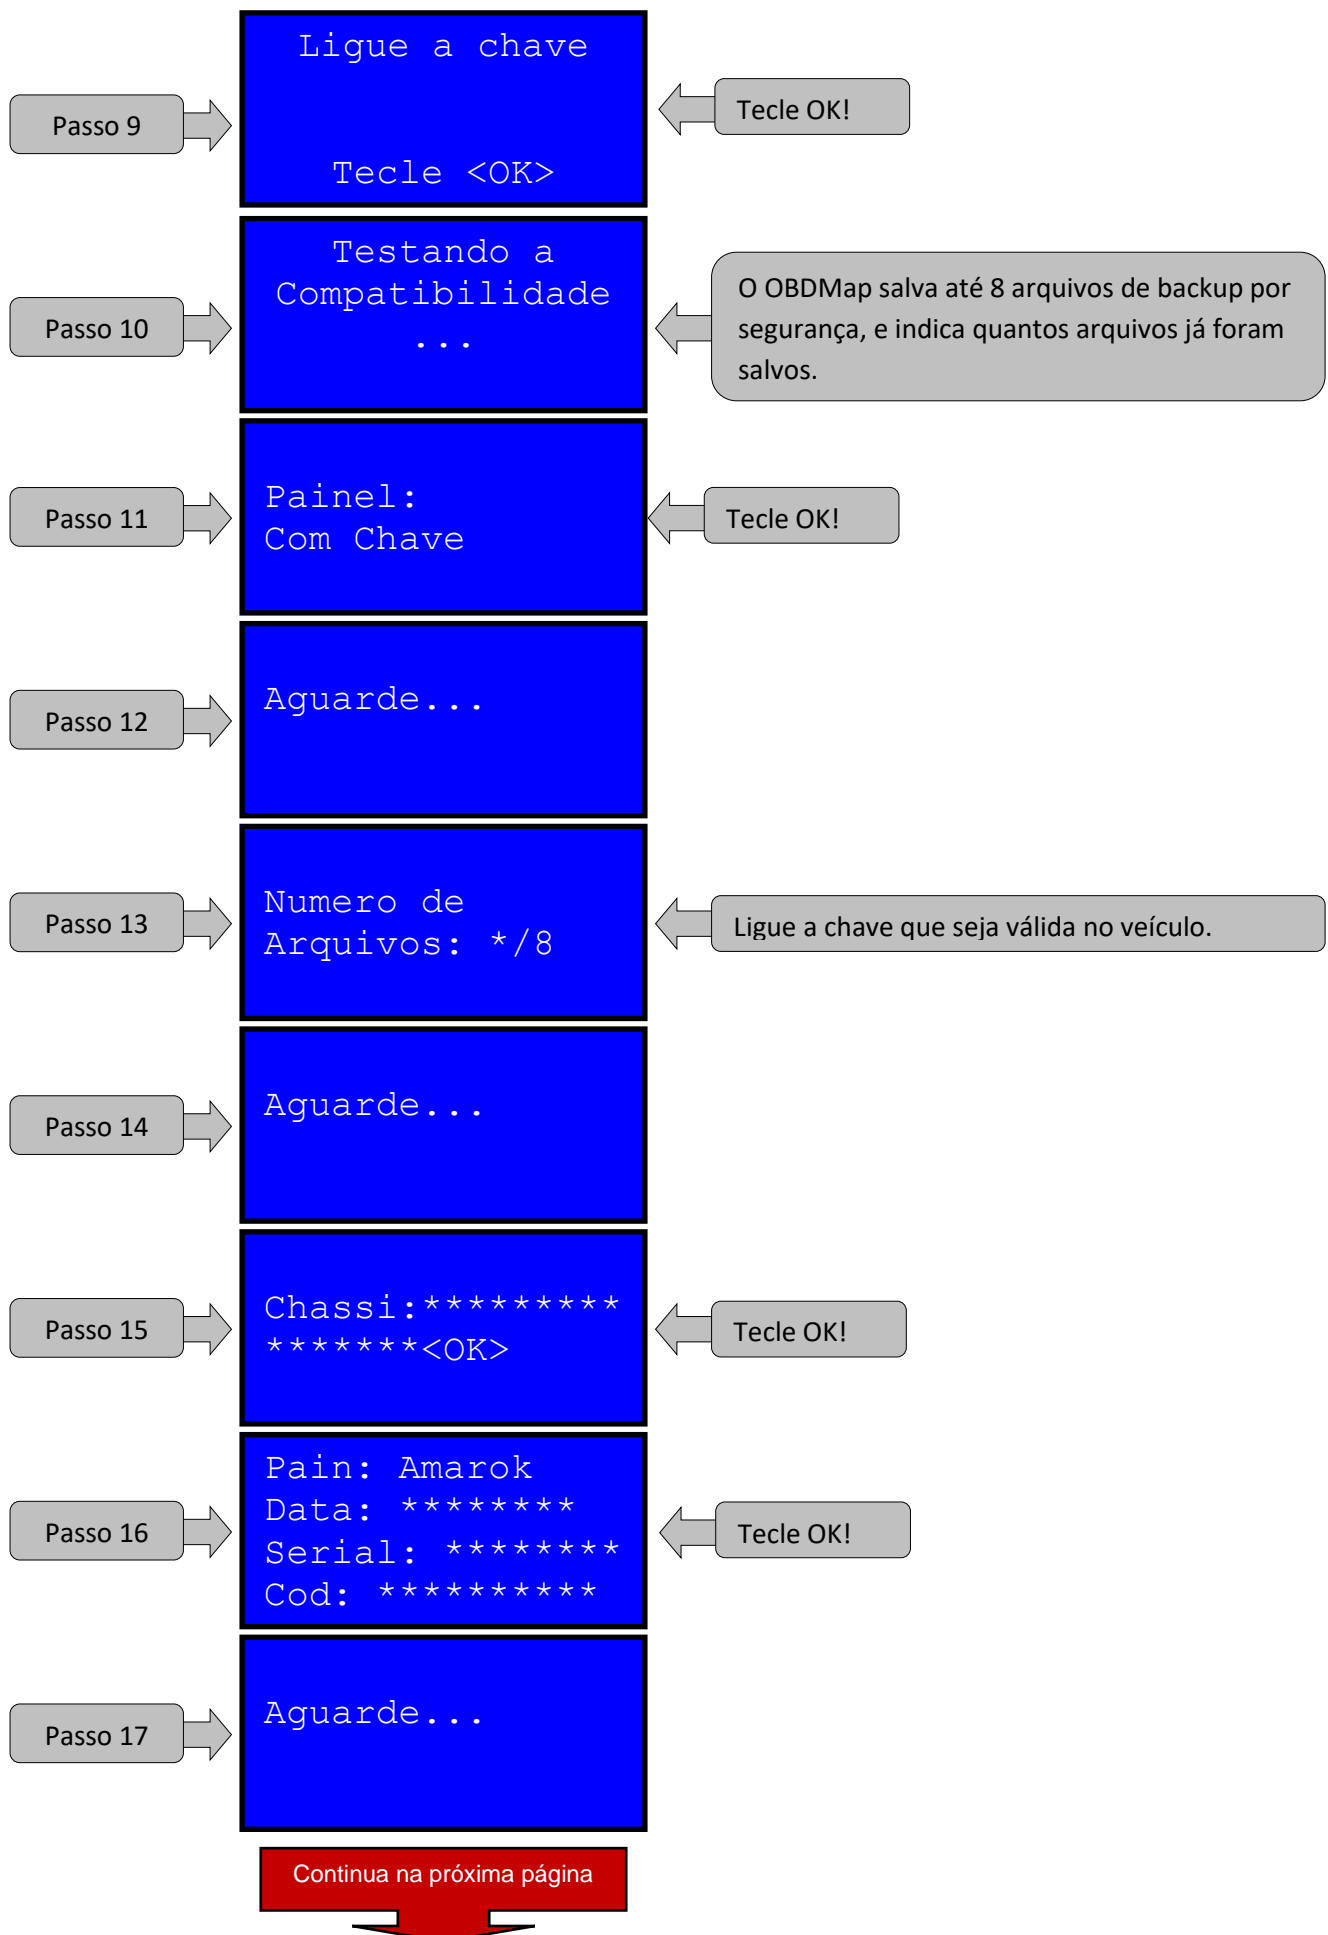 Passo 9
Ligue a chave
Tecle <OK>
Tecle OK!
Passo 10
Testando a
Compatibilidade
...
O OBDMap salva até 8 arquivos de backup por
segurança, e indica quantos arquivos já foram
salvos.
Passo 11
Painel:
Com Chave
Tecle OK!
Passo 12
Aguarde...
Passo 13
Numero de
Arquivos: */8
Ligue a chave que seja válida no veículo.
Passo 14
Aguarde...
Passo 15
Chassi:*********
*******<OK>
Tecle OK!
Passo 16
Pain: Amarok
Data: ********
Serial: ********
Cod: **********
Tecle OK!
Passo 17
Aguarde...
Continua na próxima página